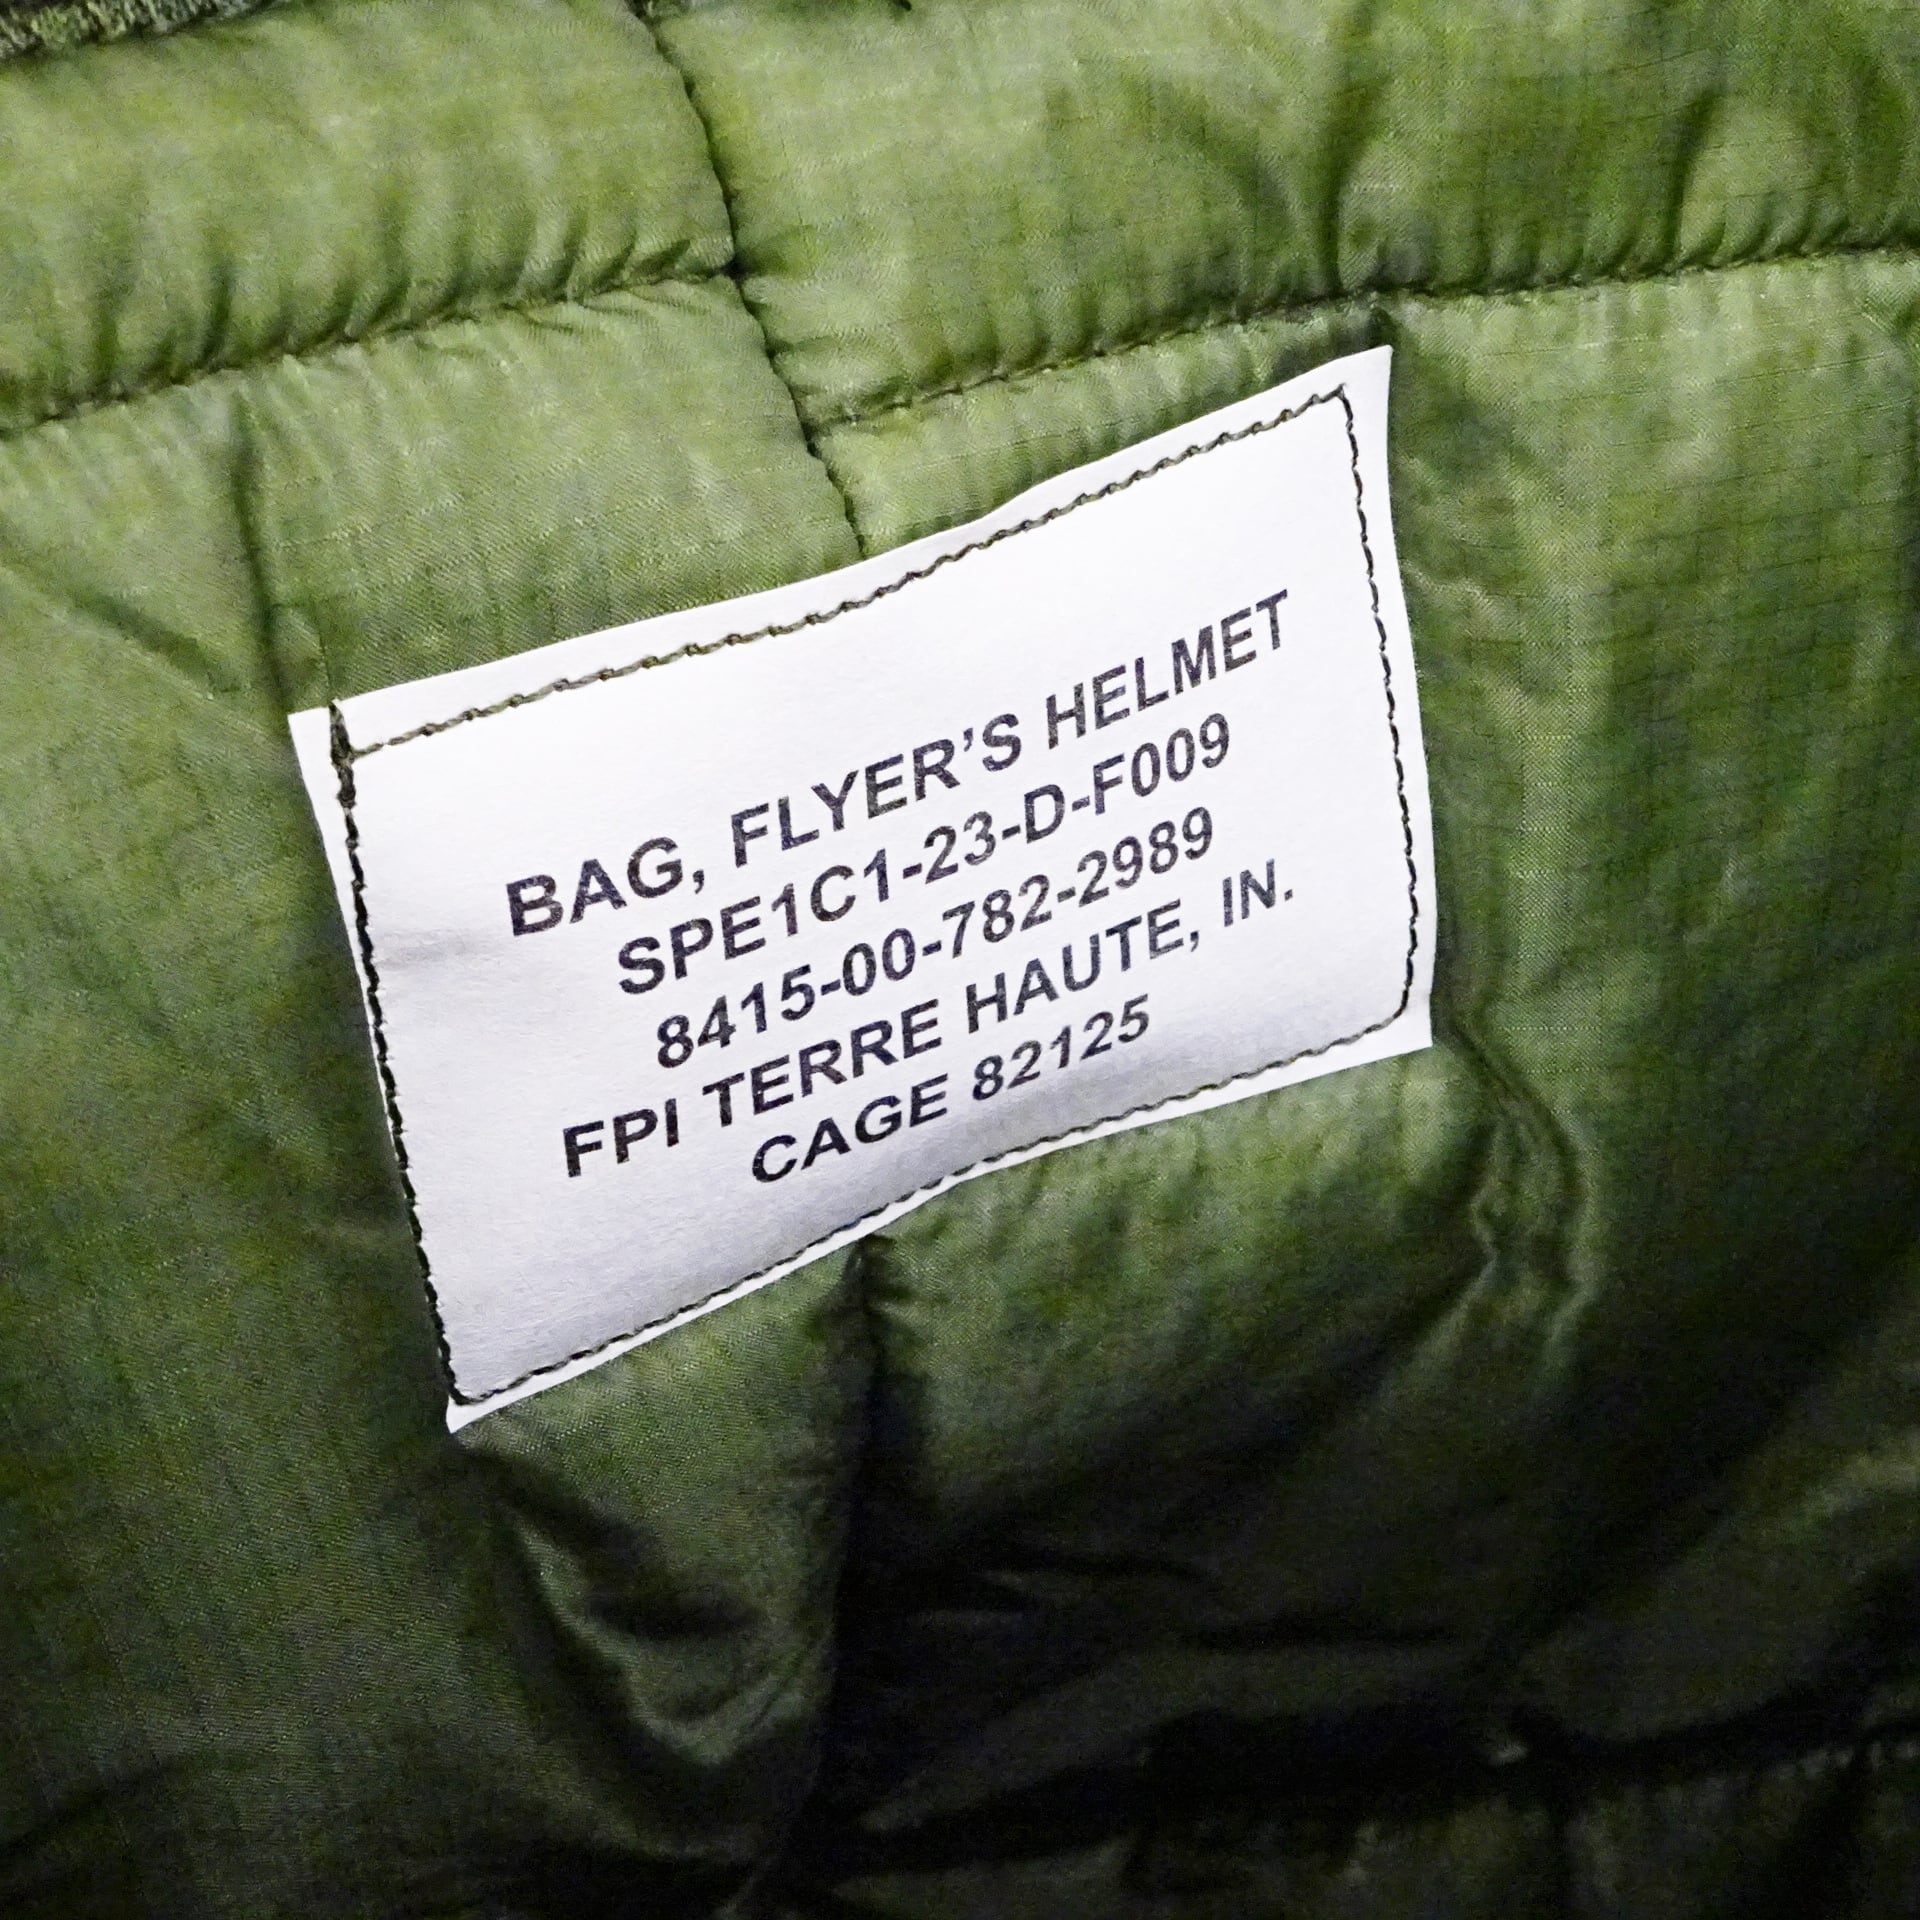 BAG, FLYER’S HELMET
SPE1C1-23-D-F009
8415-00-782-2989
FPI TERRE HAUTE, IN.
CAGE 82125